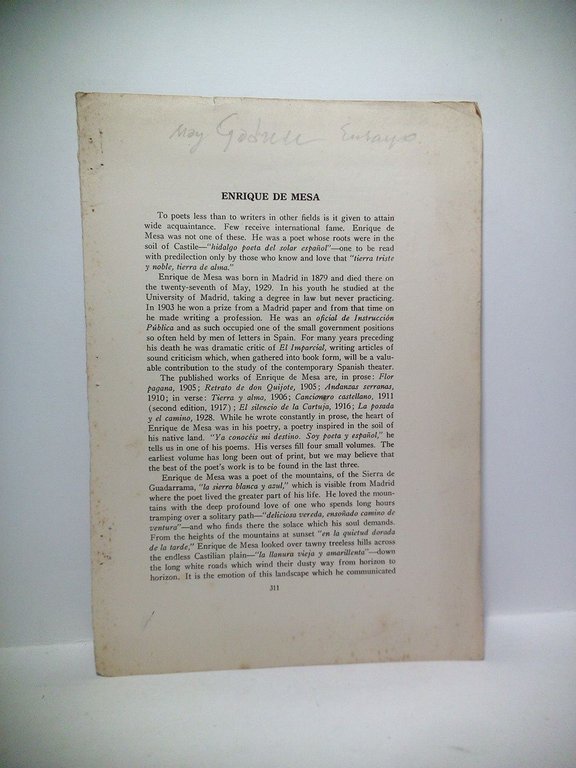 May Gardner Ensayo
ENRIQUE DE MESA
To poets less than to writers in other fields is it given to attain
wide acquaintance. Few receive international fame. Enrique de
Mesa was not one of these. He was a poet whose roots were in the
soil of Castile—"hidalgo poeta del solar español"—one to be read
with predilection only by those who know and love that "tierra triste
y noble, tierra de alma."
Enrique de Mesa was born in Madrid in 1879 and died there on
the twenty-seventh of May, 1929. In his youth he studied at the
University of Madrid, taking a degree in law but never practicing.
In 1903 he won a prize from a Madrid paper and from that time on
he made writing a profession. He was an oficial de Instrucción
Pública and as such occupied one of the small government positions
so often held by men of letters in Spain. For many years preceding
his death he was dramatic critic of El Imparcial, writing articles of
sound criticism which, when gathered into book form, will be a valu-
able contribution to the study of the contemporary Spanish theater.
The published works of Enrique de Mesa are, in prose: Flor
pagana, 1905; Retrato de don Quijote, 1905; Andanzas serranas,
1910; in verse: Tierra y alma, 1906; Cancionero castellano, 1911
(second edition, 1917); El silencio de la Cartuja, 1916; La posada
y el camino, 1928. While he wrote constantly in prose, the heart of
Enrique de Mesa was in his poetry, a poetry inspired in the soil of
his native land. "Ya conocéis mi destino. Soy poeta y español," he
tells us in one of his poems. His verses fill four small volumes. The
earliest volume has long been out of print, but we may believe that
the best of the poet's work is to be found in the last three.
Enrique de Mesa was a poet of the mountains, of the Sierra de
Guadarrama, "la sierra blanca y azul," which is visible from Madrid
where the poet lived the greater part of his life. He loved the moun-
tains with the deep profound love of one who spends long hours
tramping over a solitary path—"deliciosa vereda, ensoñado camino de
ventura"—and who finds there the solace which his soul demands.
From the heights of the mountains at sunset "en la quietud dorada
de la tarde," Enrique de Mesa looked over tawny treeless hills across
the endless Castilian plain—"la llanura vieja y amarillenta"—down
the long white roads which wind their dusty way from horizon to
horizon. It is the emotion of this landscape which he communicated
311